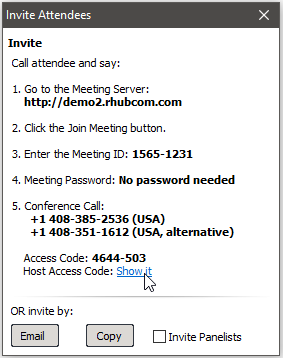 Invite Attendees
Invite
Call attendee and say:
1. Go to the Meeting Server:
http://demo2.rhubcom.com
2. Click the Join Meeting button.
3. Enter the Meeting ID: 1565-1231
4. Meeting Password: No password needed
5. Conference Call:
+1 408-385-2536 (USA)
+1 408-351-1612 (USA, alternative)
Access Code: 4644-503
Host Access Code: Show it
OR invite by:
Email Copy Invite Panelists